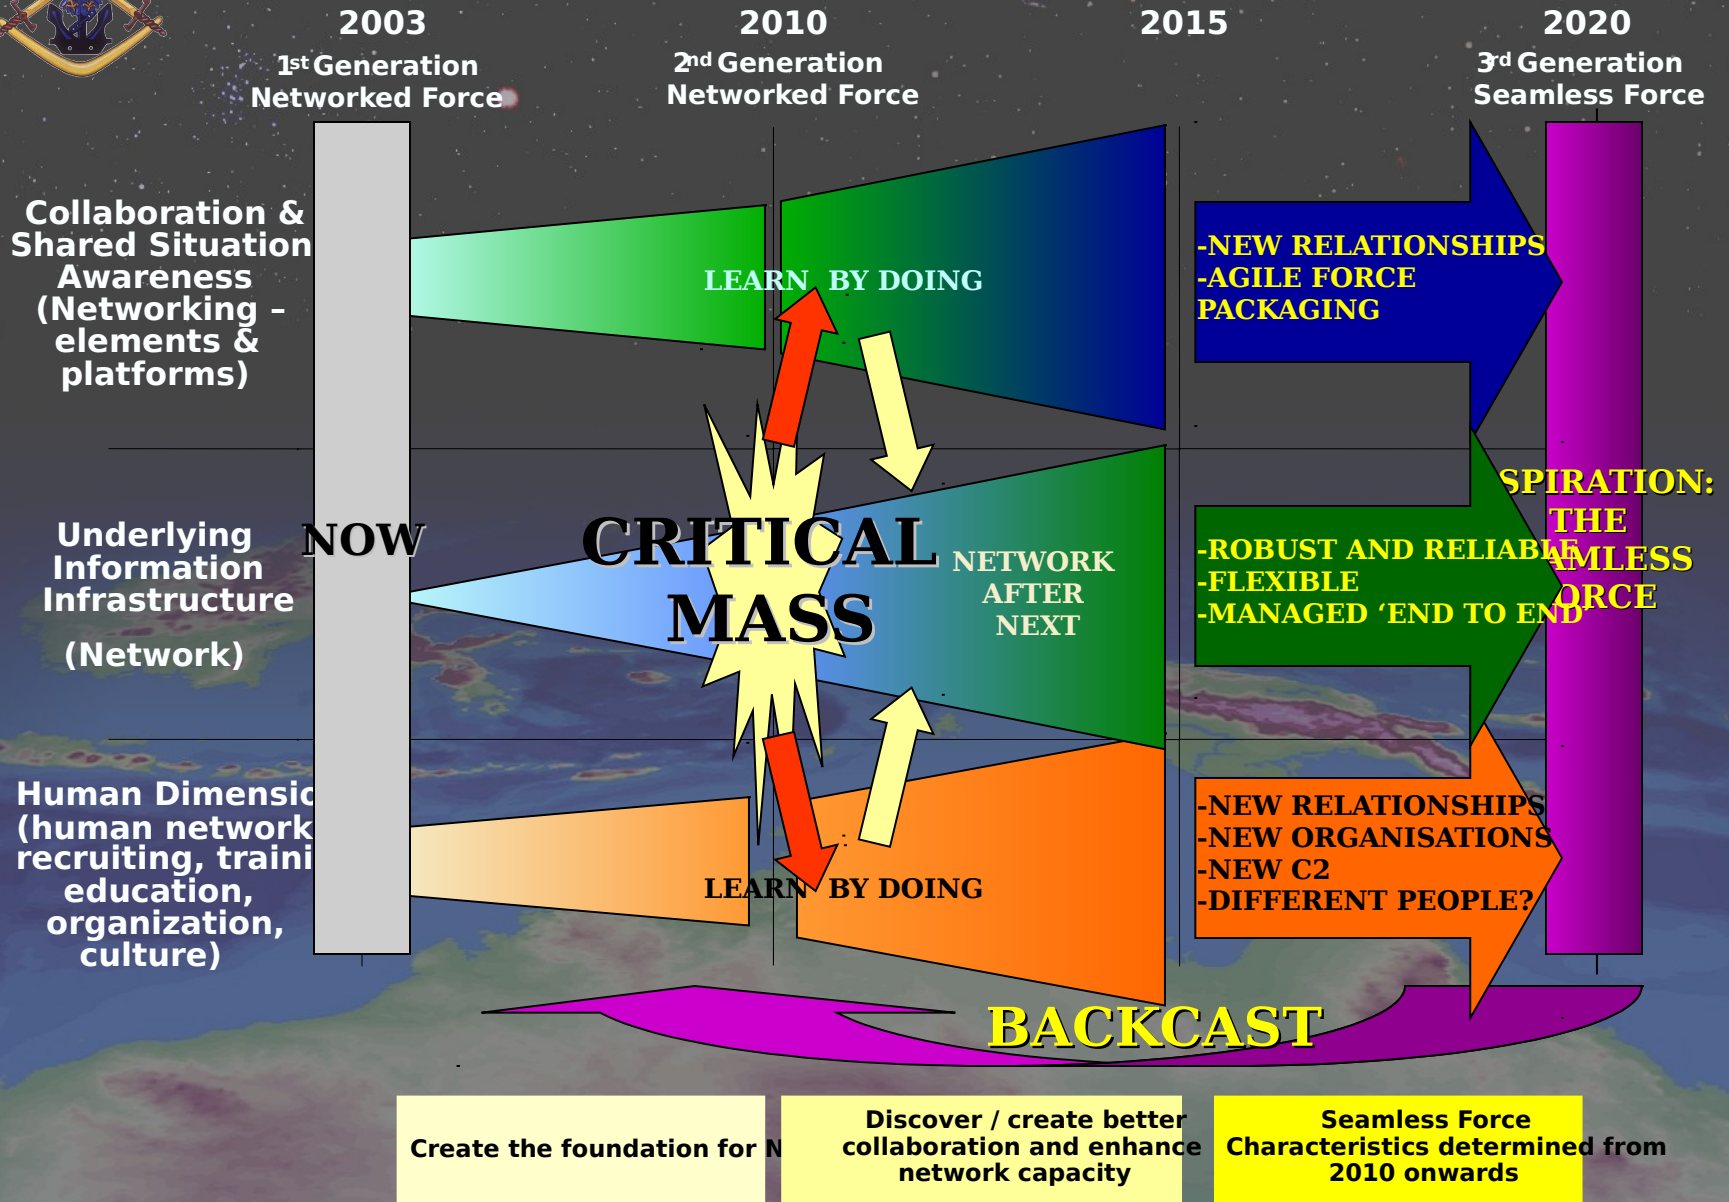 2003
2010
2015
2020
1st Generation
Networked Force
2nd Generation
Networked Force
3rd Generation
Seamless Force
Collaboration &
Shared Situation
Awareness
(Networking –
elements &
platforms)
LEARN BY DOING
-NEW RELATIONSHIPS
-AGILE FORCE
PACKAGING
Underlying
Information
Infrastructure
(Network)
NOW
CRITICAL
MASS
NETWORK
AFTER
NEXT
-ROBUST AND RELIABLE
-FLEXIBLE
-MANAGED ‘END TO END’
SPIRATION:
THE
AMLESS
ORCE
Human Dimensio
(human network
recruiting, traini
education,
organization,
culture)
LEARN BY DOING
-NEW RELATIONSHIPS
-NEW ORGANISATIONS
-NEW C2
-DIFFERENT PEOPLE?
BACKCAST
Create the foundation for N
Discover / create better
collaboration and enhance
network capacity
Seamless Force
Characteristics determined from
2010 onwards